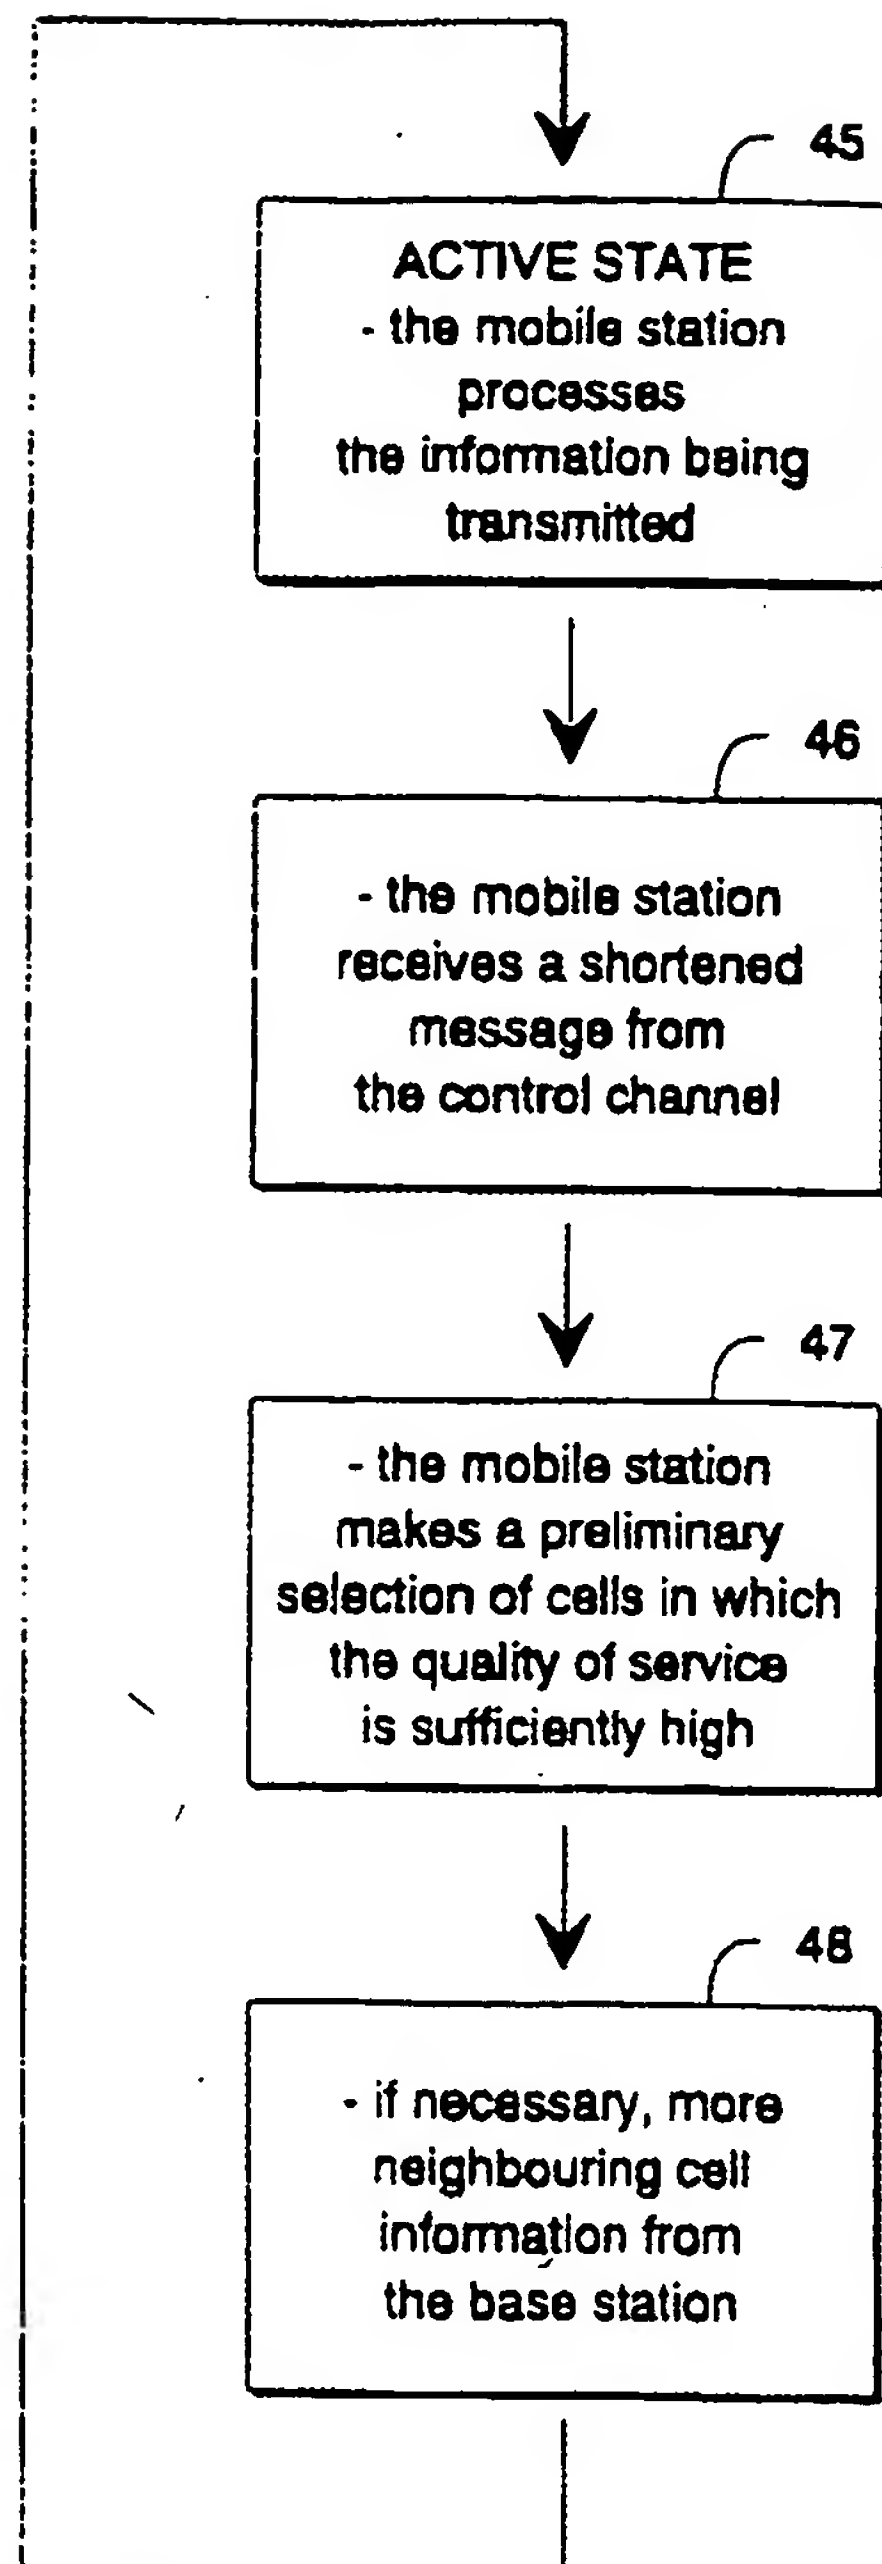 45
ACTIVE STATE
- the mobile station
processes
the information being
transmitted
46
- the mobile station
receives a shortened
message from
the control channel
47
- the mobile station
makes a preliminary
selection of cells in which
the quality of service
is sufficiently high
48
- if necessary, more
neighbouring cell
information from
the base station